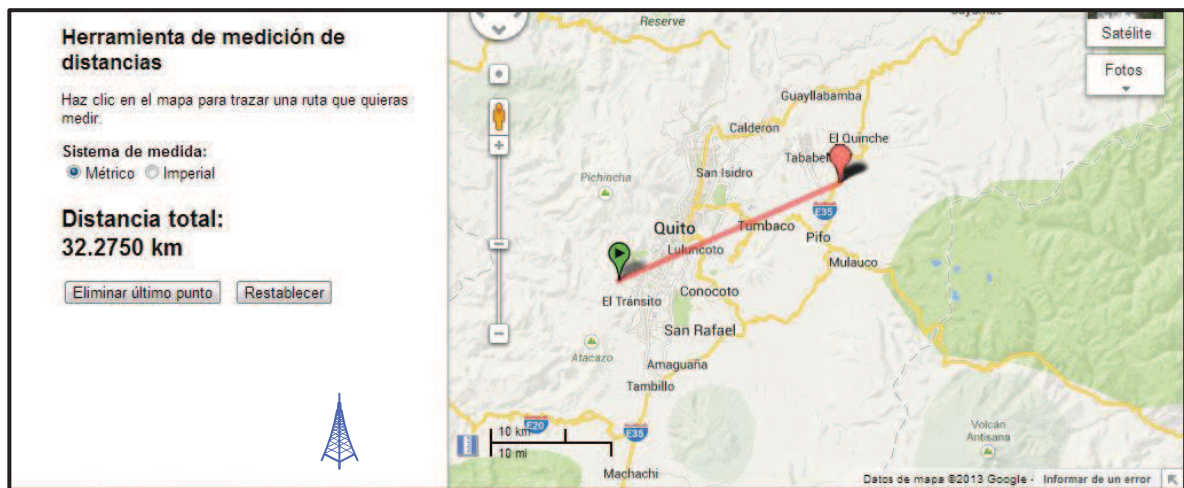 Herramienta de medición de
distancias
Haz clic en el mapa para trazar una ruta que quieras
medir.
Sistema de medida:
Métrico Imperial
Distancia total:
32.2750 km
Eliminar último punto Restablecer
Reserve
Satélite
Fotos
Guayllabamba
Calderon
El Quinche
San Isidro
Pichincha
Quito
E35
Tumbaco
Pifo
Luluncoto
Mulauco
El Tránsito
Conocoto
San Rafael
Atacazo
Amaguaña
Tambillo
10 km
E20
E35
10 mi
Volcán
Antisana
Machachi
Datos de mapa ©2013 Google - Informar de un error